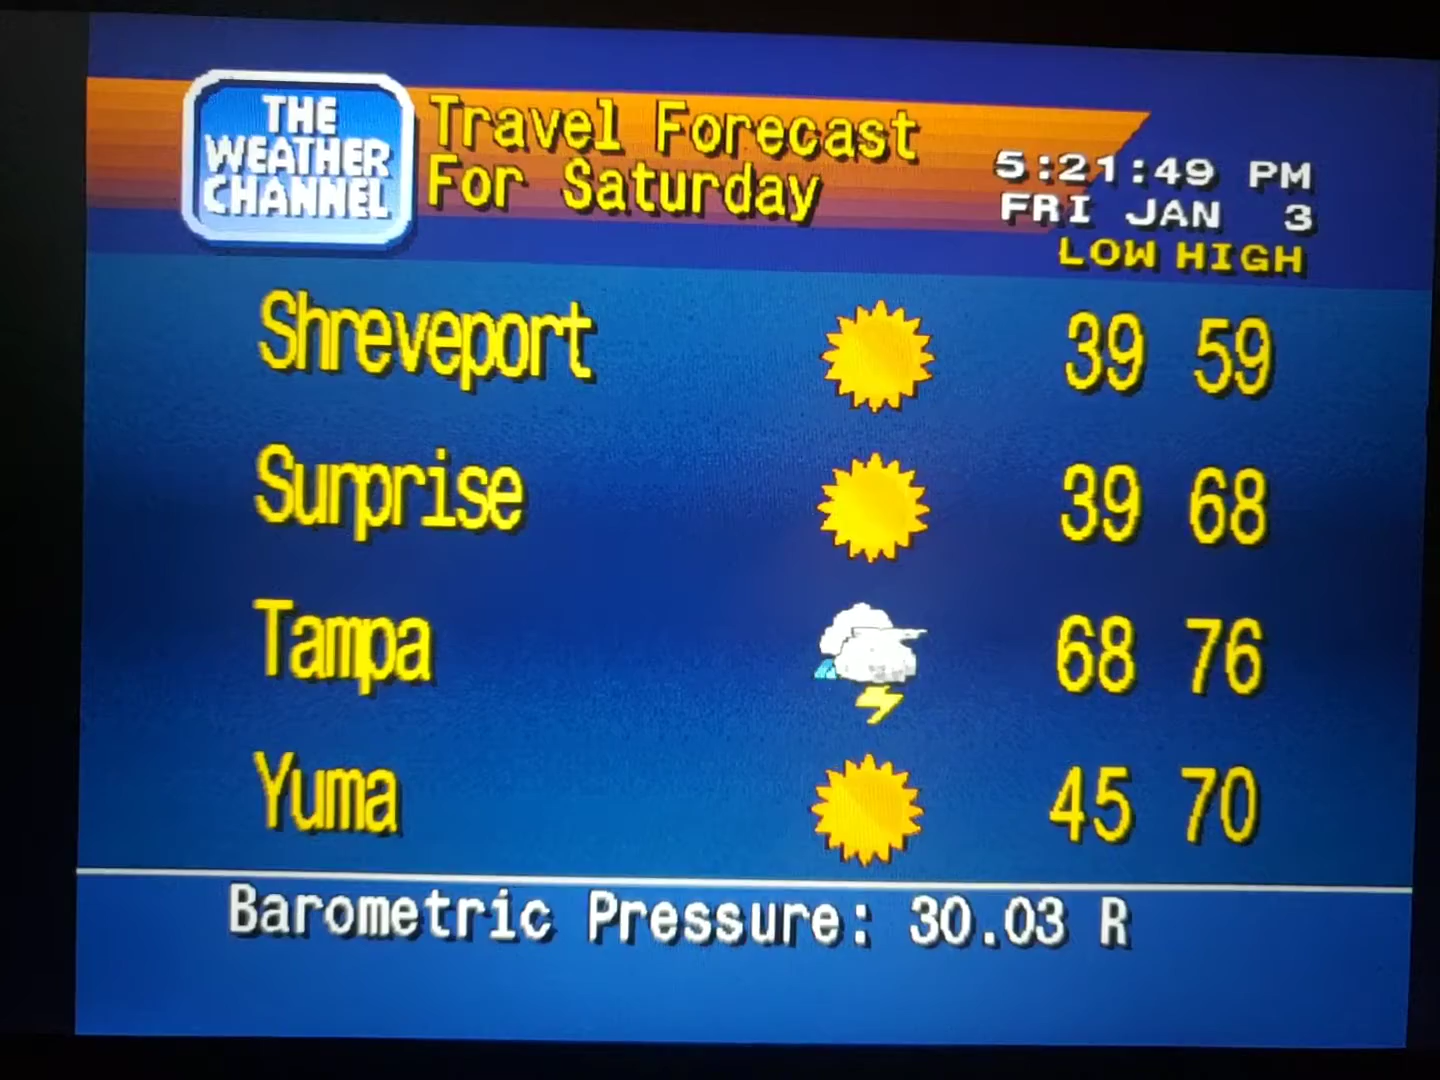 THE
WEATHER
CHANNEL
Travel Forecast
For Saturday
5:21:49 PM
FRI JAN 3
LOW HIGH
Shreveport 39 59
Surprise 39 68
Tampa 68 76
Yuma 45 70
Barometric Pressure: 30.03 R